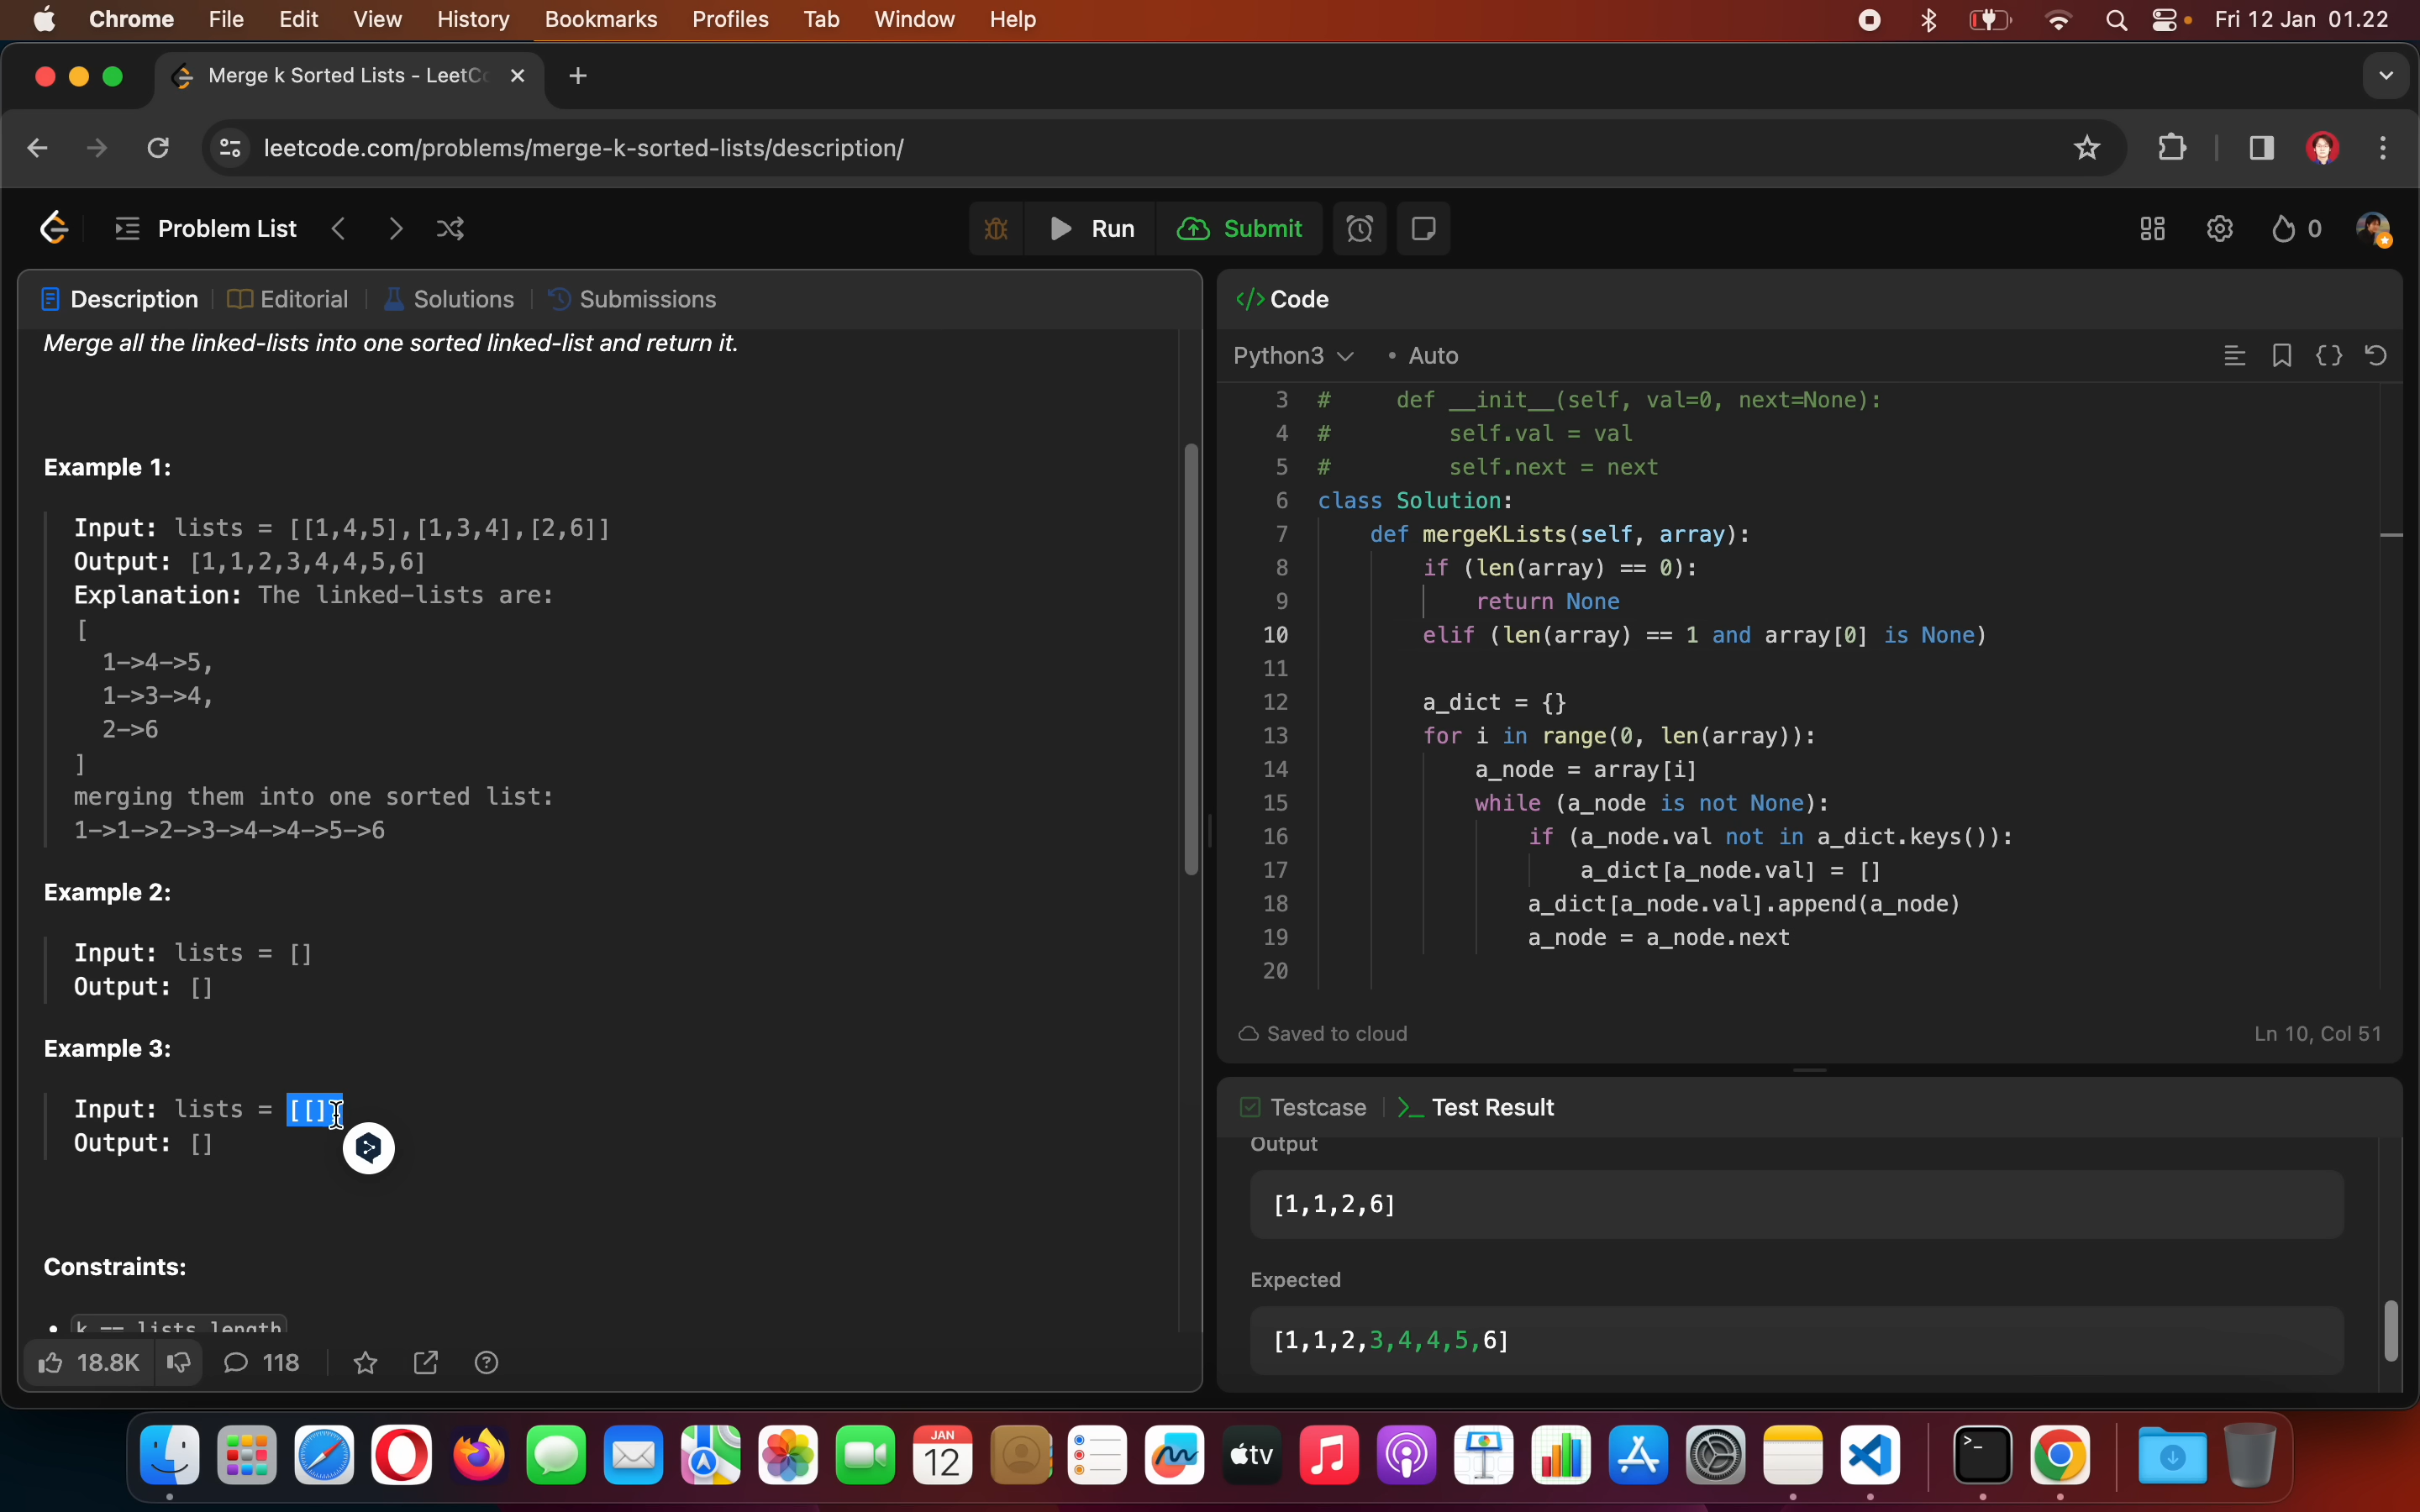 Chrome File Edit View History Bookmarks Profiles Tab Window Help Fri 12 Jan 01.22
Merge k Sorted Lists - LeetC
leetcode.com/problems/merge-k-sorted-lists/description/
Problem List Run Submit 0
Description Editorial Solutions Submissions
Merge all the linked-lists into one sorted linked-list and return it.
Example 1:
Input: lists = [[1,4,5],[1,3,4],[2,6]]
Output: [1,1,2,3,4,4,5,6]
Explanation: The linked-lists are:
[
1->4->5,
1->3->4,
2->6
]
merging them into one sorted list:
1->1->2->3->4->4->5->6
Example 2:
Input: lists = []
Output: []
Example 3:
Input: lists = [[]]
Output: []
Constraints:
k == lists.length
18.8K 118
</> Code
Python3 • Auto
3 #     def __init__(self, val=0, next=None):
4 #         self.val = val
5 #         self.next = next
6 class Solution:
7     def mergeKLists(self, array):
8         if (len(array) == 0):
9             return None
10         elif (len(array) == 1 and array[0] is None)
11
12         a_dict = {}
13         for i in range(0, len(array)):
14             a_node = array[i]
15             while (a_node is not None):
16                 if (a_node.val not in a_dict.keys()):
17                     a_dict[a_node.val] = []
18                 a_dict[a_node.val].append(a_node)
19                 a_node = a_node.next
20
Saved to cloud Ln 10, Col 51
Testcase >_ Test Result
Output
[1,1,2,6]
Expected
[1,1,2,3,4,4,5,6]
JAN
12
tv
>_